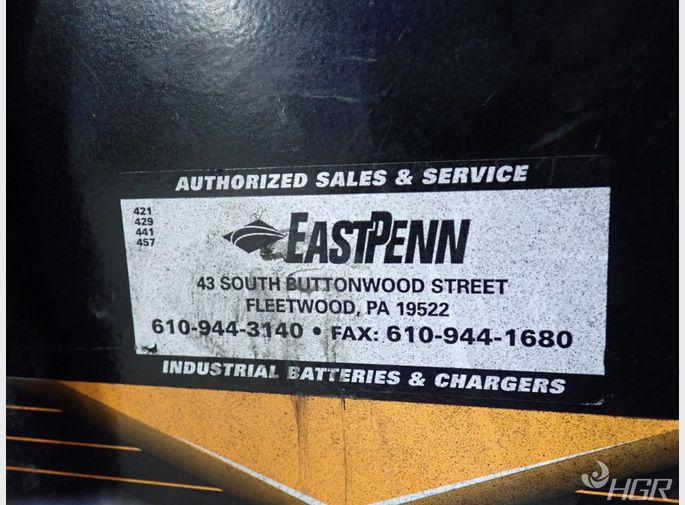 AUTHORIZED SALES & SERVICE
421
429
441
457
EASTPENN
43 SOUTH BUTTONWOOD STREET
FLEETWOOD, PA 19522
610-944-3140 • FAX: 610-944-1680
INDUSTRIAL BATTERIES & CHARGERS
HGR